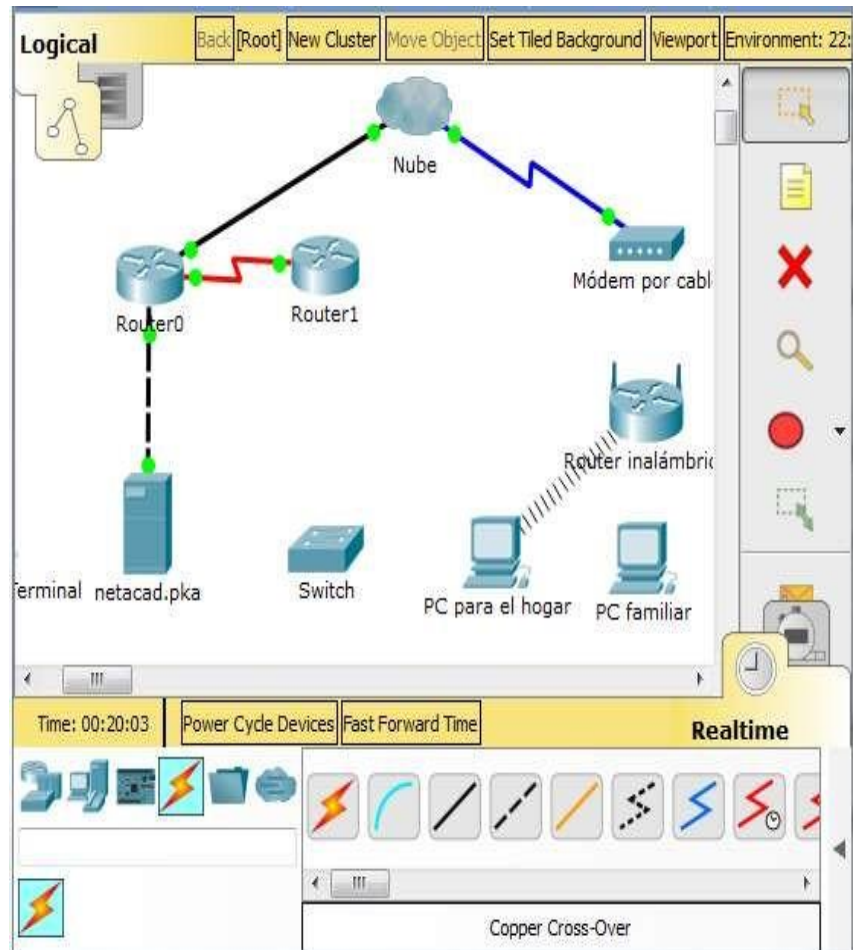 Logical
Back [Root] New Cluster Move Object Set Tiled Background Viewport Environment: 22:
Nube
Módem por cabl
Router0
Router1
Router inalámbric
Terminal
netacad.pka
Switch
PC para el hogar
PC familiar
Time: 00:20:03 Power Cycle Devices Fast Forward Time Realtime
Copper Cross-Over